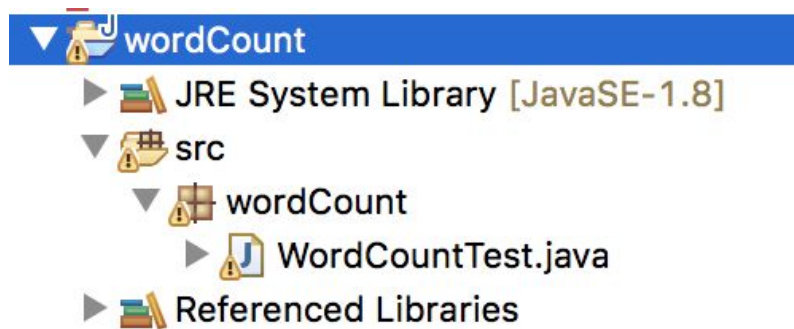 wordCount
JRE System Library [JavaSE-1.8]
src
wordCount
WordCountTest.java
Referenced Libraries